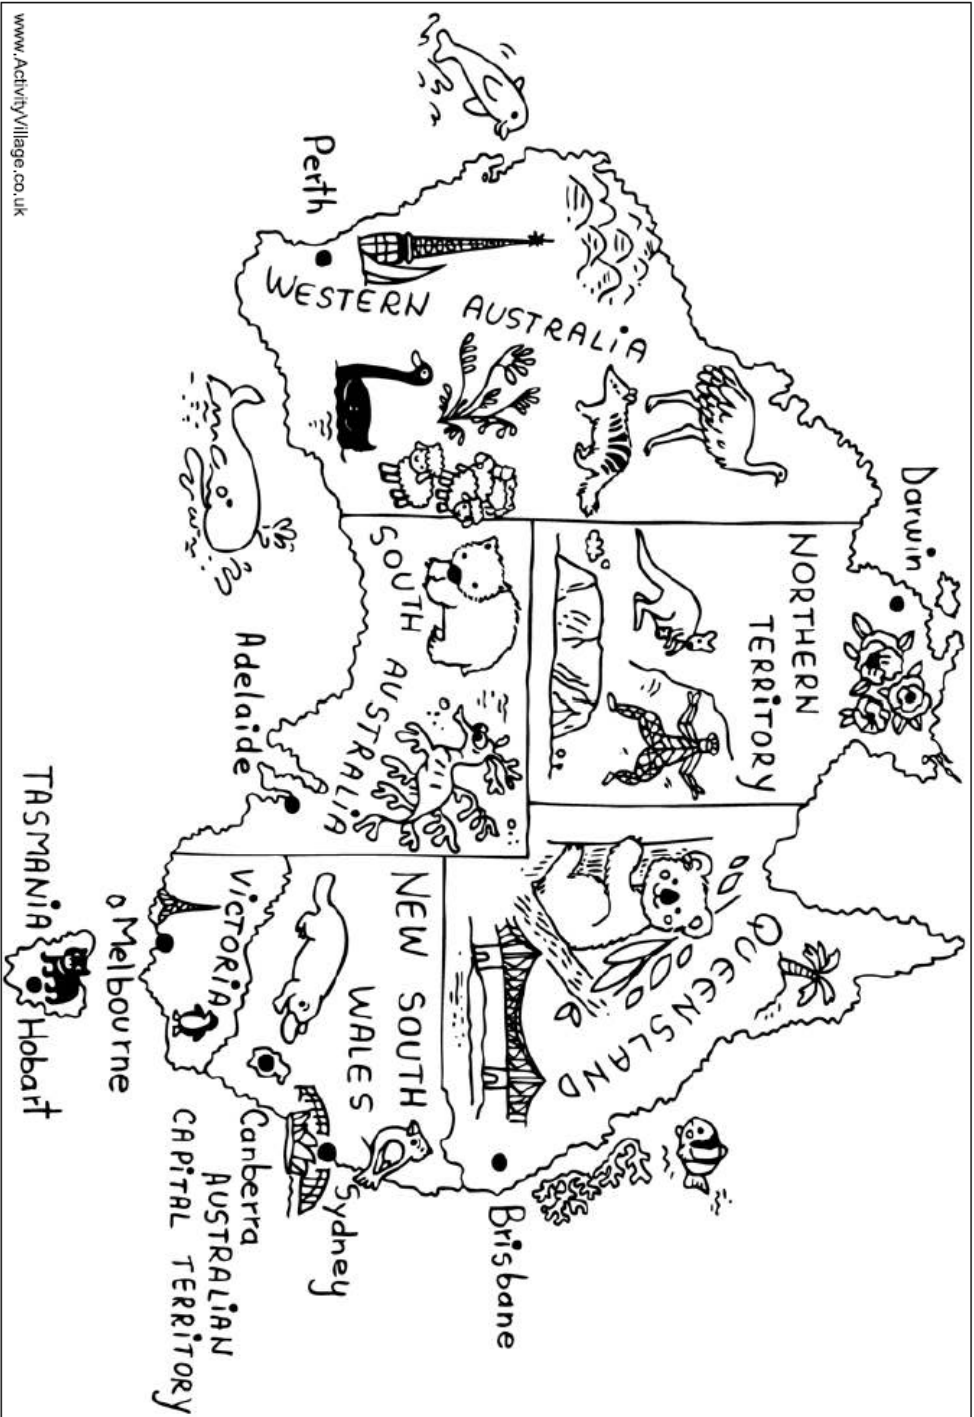 Darwin
NORTHERN
TERRITORY
WESTERN AUSTRALIA
QUEENSLAND
Brisbane
SOUTH AUSTRALIA
NEW SOUTH
WALES
Perth
Sydney
Adelaide
VICTORIA
Canberra
AUSTRALIAN
CAPITAL TERRITORY
Melbourne
TASMANIA
Hobart
www.ActivityVillage.co.uk